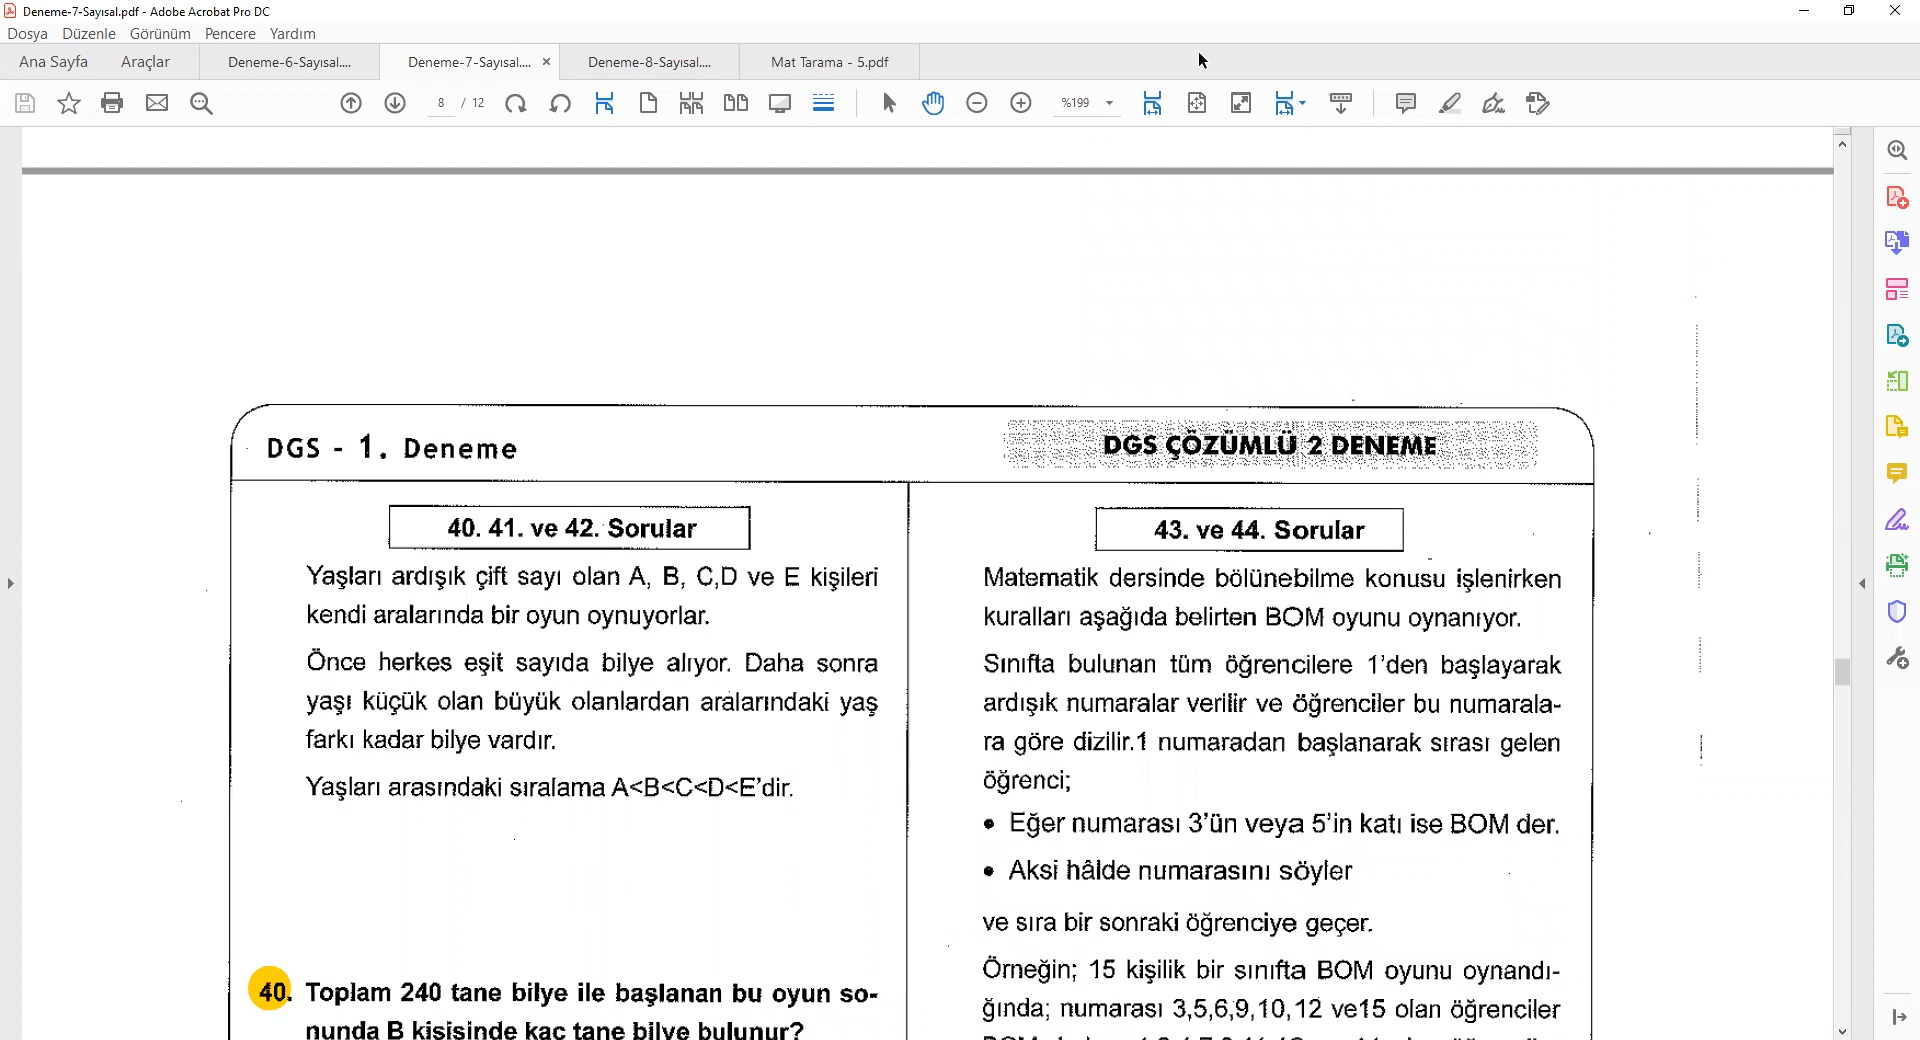 Deneme-7-Sayısal.pdf - Adobe Acrobat Pro DC
Dosya Düzenle Görünüm Pencere Yardım
Ana Sayfa Araçlar Deneme-6-Sayısal.... Deneme-7-Sayısal.... × Deneme-8-Sayısal.... Mat Tarama - 5.pdf
8 / 12 %199
DGS - 1. Deneme
DGS ÇÖZÜMLÜ 2 DENEME
40. 41. ve 42. Sorular
Yaşları ardışık çift sayı olan A, B, C,D ve E kişileri
kendi aralarında bir oyun oynuyorlar.
Önce herkes eşit sayıda bilye alıyor. Daha sonra
yaşı küçük olan büyük olanlardan aralarındaki yaş
farkı kadar bilye vardır.
Yaşları arasındaki sıralama A<B<C<D<E'dir.
40. Toplam 240 tane bilye ile başlanan bu oyun so-
nunda B kişisinde kaç tane bilye bulunur?
43. ve 44. Sorular
Matematik dersinde bölünebilme konusu işlenirken
kuralları aşağıda belirten BOM oyunu oynanıyor.
Sınıfta bulunan tüm öğrencilere 1'den başlayarak
ardışık numaralar verilir ve öğrenciler bu numarala-
ra göre dizilir.1 numaradan başlanarak sırası gelen
öğrenci;
• Eğer numarası 3'ün veya 5'in katı ise BOM der.
• Aksi hâlde numarasını söyler
ve sıra bir sonraki öğrenciye geçer.
Örneğin; 15 kişilik bir sınıfta BOM oyunu oynandı-
ğında; numarası 3,5,6,9,10,12 ve15 olan öğrenciler